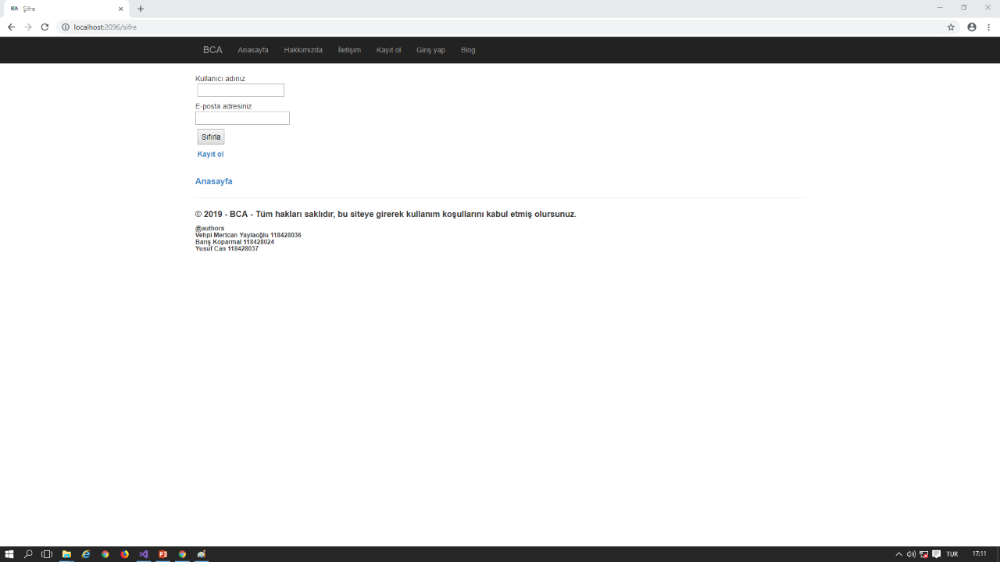 BCA Şifre
localhost:2096/sifre
BCA Anasayfa Hakkımızda İletişim Kayıt ol Giriş yap Blog
Kullanıcı adınız
E-posta adresiniz
Sıfırla
Kayıt ol
Anasayfa
© 2019 - BCA - Tüm hakları saklıdır, bu siteye girerek kullanım koşullarını kabul etmiş olursunuz.
@authors
Vehpi Mertcan Yaylaoğlu 118428036
Barış Koparmal 118428024
Yusuf Can 118428037
TUR 17:11